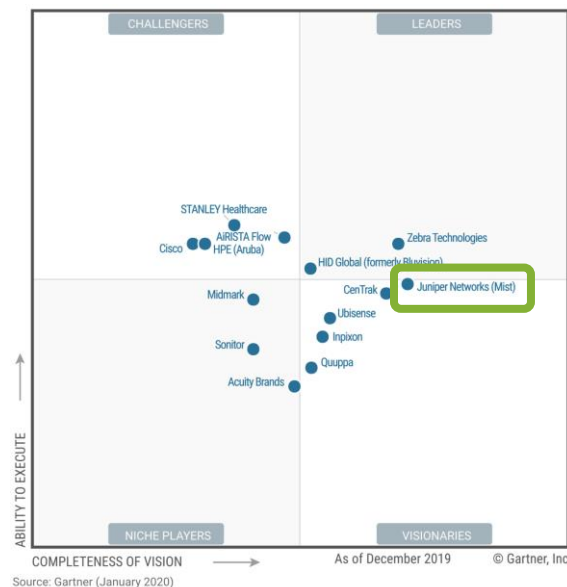 CHALLENGERS
LEADERS
STANLEY Healthcare
AiRISTA Flow
Cisco
HPE (Aruba)
Zebra Technologies
HID Global (formerly Bluvision)
CenTrak
Juniper Networks (Mist)
Midmark
Ubisense
Inpixon
Sonitor
Quuppa
Acuity Brands
ABILITY TO EXECUTE
NICHE PLAYERS
VISIONARIES
COMPLETENESS OF VISION
As of December 2019
© Gartner, Inc
Source: Gartner (January 2020)